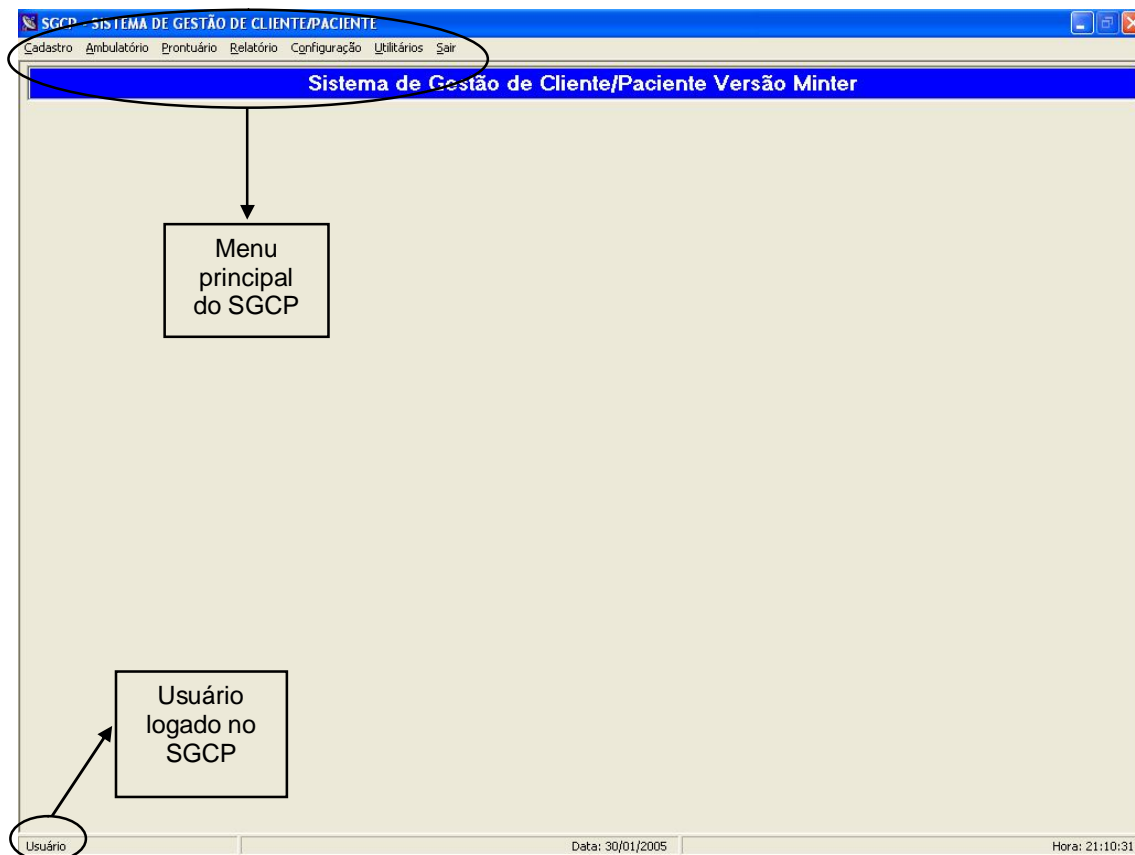 SGCP - SISTEMA DE GESTÃO DE CLIENTE/PACIENTE
Cadastro Ambulatório Prontuário Relatório Configuração Utilitários Sair
Sistema de Gestão de Cliente/Paciente Versão Minter
Menu
principal
do SGCP
Usuário
logado no
SGCP
Usuário Data: 30/01/2005 Hora: 21:10:31